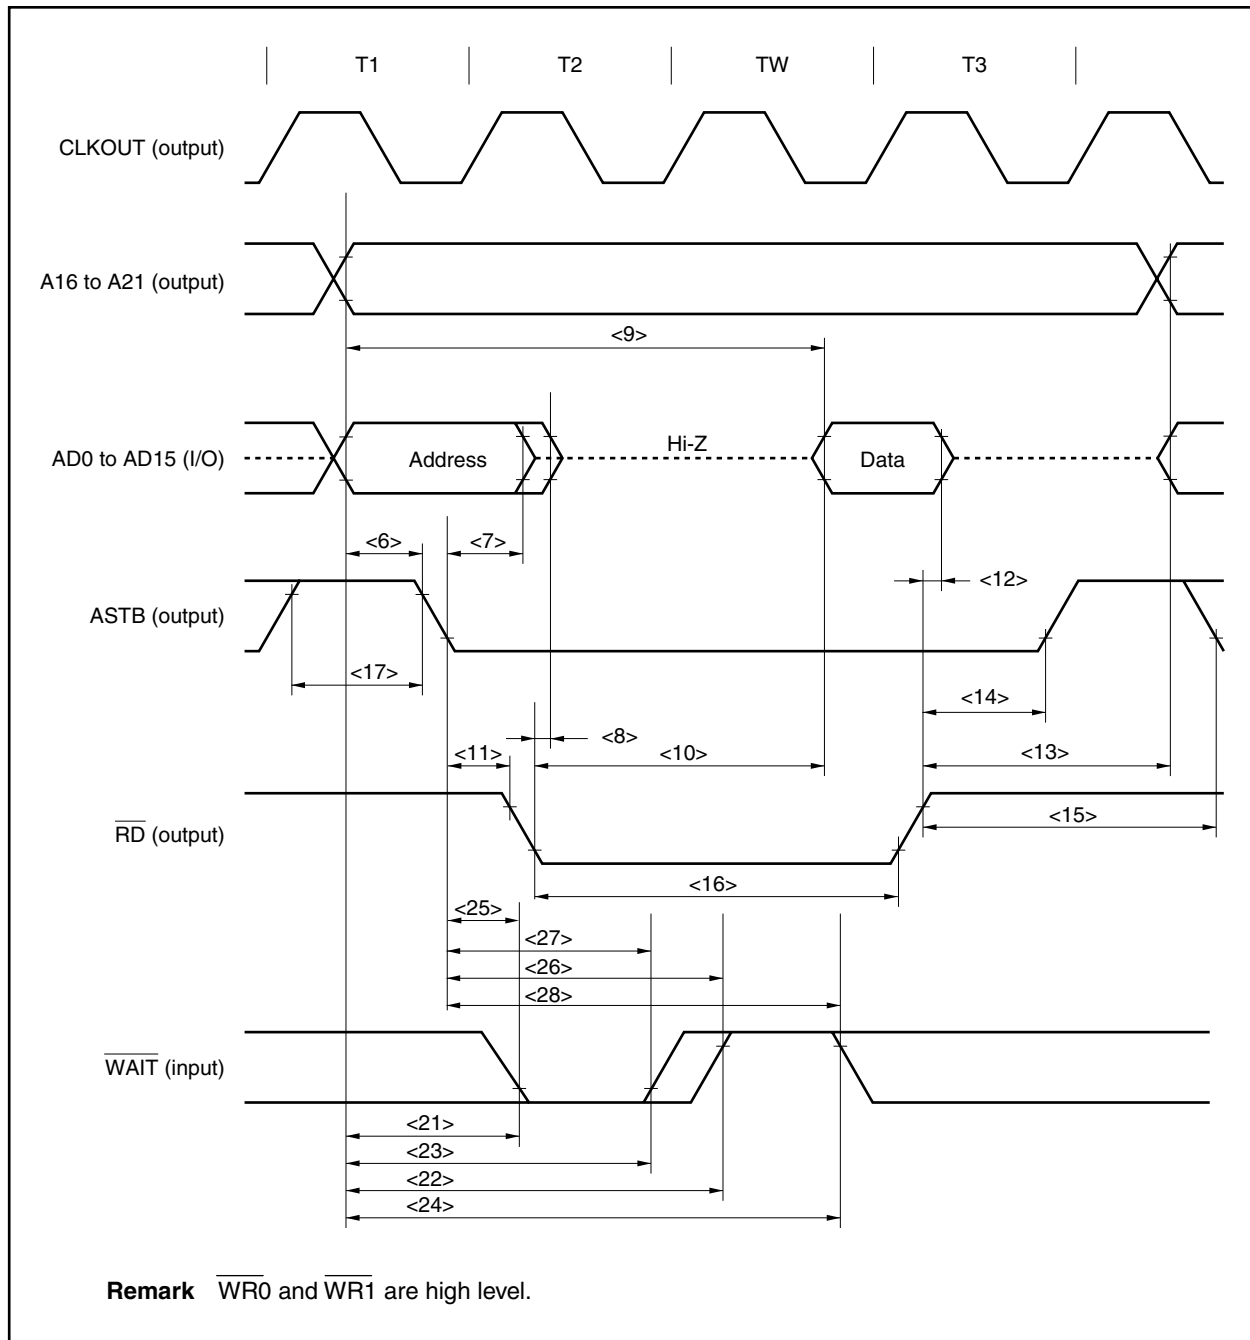 T1 T2 TW T3
CLKOUT (output)
A16 to A21 (output)
<9>
AD0 to AD15 (I/O)
Address
Hi-Z
Data
<6>
<7>
<12>
ASTB (output)
<17>
<14>
<8>
<11>
<10>
<13>
RD (output)
<15>
<16>
<25>
<27>
<26>
<28>
WAIT (input)
<21>
<23>
<22>
<24>
Remark WR0 and WR1 are high level.